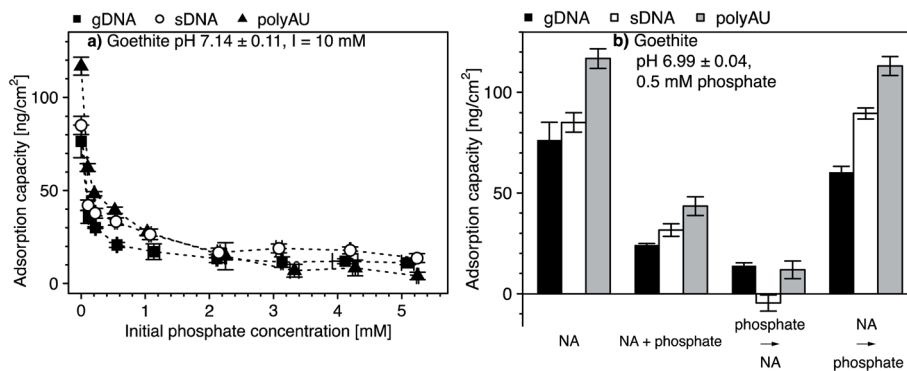 gDNA sDNA polyAU
a) Goethite pH 7.14 ± 0.11, I = 10 mM
Adsorption capacity [ng/cm²]
100
50
0
0 1 2 3 4 5
Initial phosphate concentration [mM]
gDNA sDNA polyAU
b) Goethite
pH 6.99 ± 0.04,
0.5 mM phosphate
Adsorption capacity [ng/cm²]
100
50
0
NA
NA + phosphate
phosphate
→
NA
NA
→
phosphate